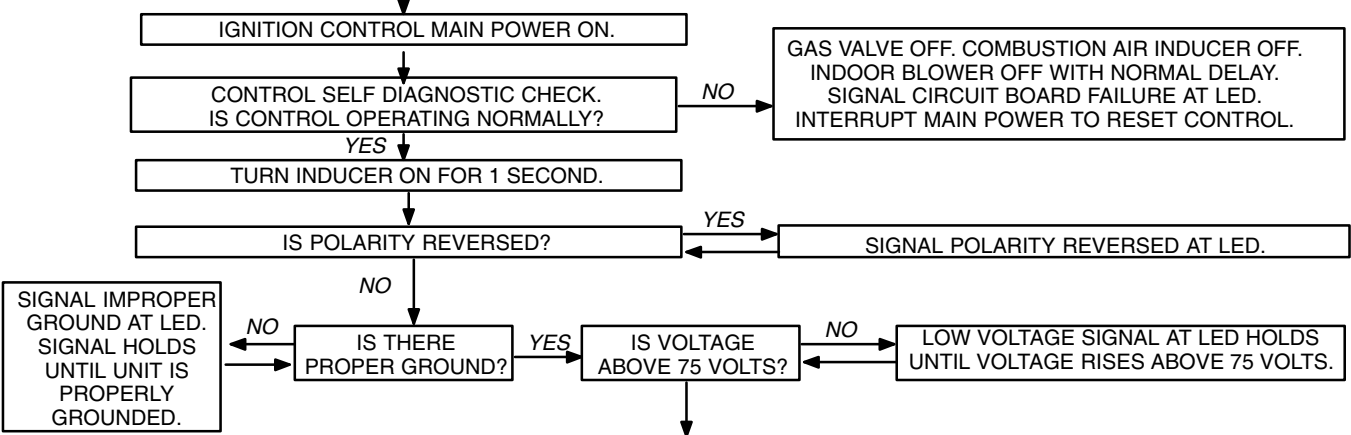 IGNITION CONTROL MAIN POWER ON.
CONTROL SELF DIAGNOSTIC CHECK.
IS CONTROL OPERATING NORMALLY?
NO
GAS VALVE OFF. COMBUSTION AIR INDUCER OFF.
INDOOR BLOWER OFF WITH NORMAL DELAY.
SIGNAL CIRCUIT BOARD FAILURE AT LED.
INTERRUPT MAIN POWER TO RESET CONTROL.
YES
TURN INDUCER ON FOR 1 SECOND.
IS POLARITY REVERSED?
YES
SIGNAL POLARITY REVERSED AT LED.
NO
SIGNAL IMPROPER
GROUND AT LED.
SIGNAL HOLDS
UNTIL UNIT IS
PROPERLY
GROUNDED.
NO
IS THERE
PROPER GROUND?
YES
IS VOLTAGE
ABOVE 75 VOLTS?
NO
LOW VOLTAGE SIGNAL AT LED HOLDS
UNTIL VOLTAGE RISES ABOVE 75 VOLTS.